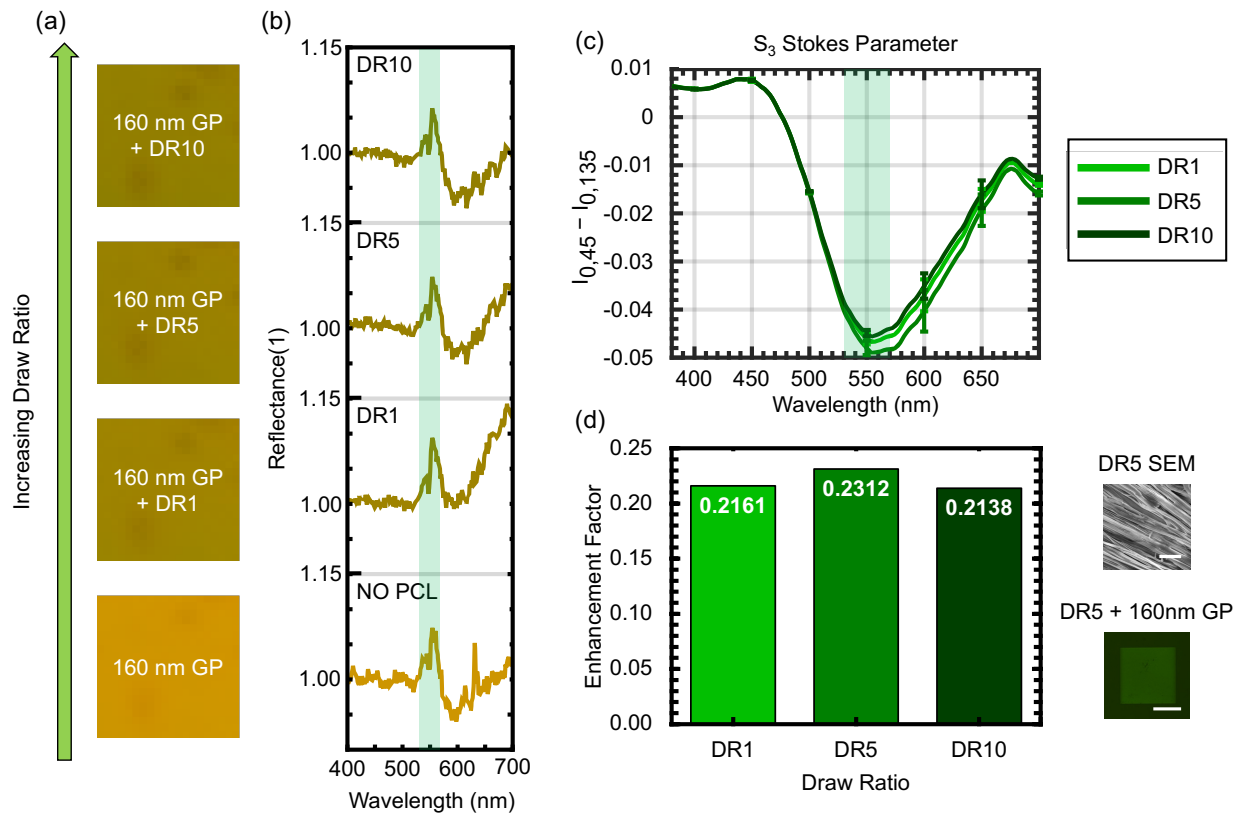 (a)
Increasing Draw Ratio
160 nm GP
+ DR10
160 nm GP
+ DR5
160 nm GP
+ DR1
160 nm GP
(b)
Reflectance(1)
1.15
DR10
1.00
1.15
DR5
1.00
1.15
DR1
1.00
1.15
NO PCL
1.00
400
500
600
700
Wavelength (nm)
(c)
S3 Stokes Parameter
I0,45 − I0,135
0.01
0
-0.01
-0.02
-0.03
-0.04
-0.05
400
450
500
550
600
650
Wavelength (nm)
DR1
DR5
DR10
(d)
Enhancement Factor
0.25
0.20
0.15
0.10
0.05
0.00
0.2161
0.2312
0.2138
DR1
DR5
DR10
Draw Ratio
DR5 SEM
DR5 + 160nm GP